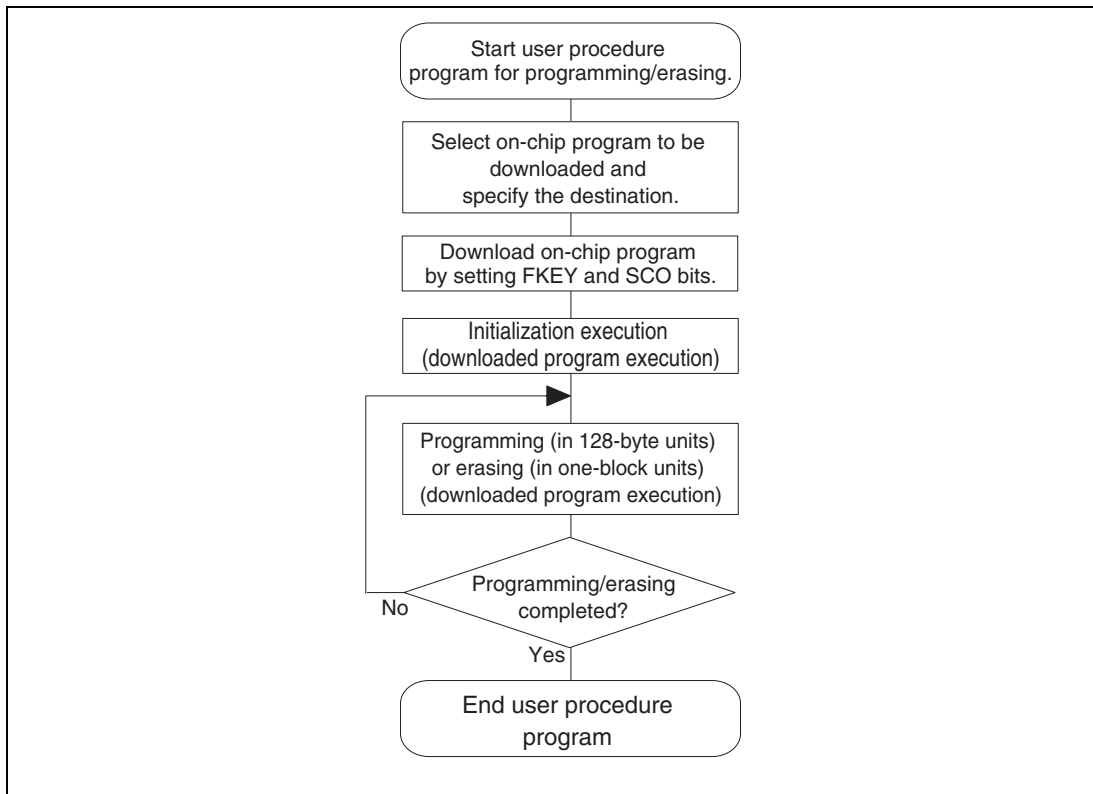 Start user procedure
program for programming/erasing.
Select on-chip program to be
downloaded and
specify the destination.
Download on-chip program
by setting FKEY and SCO bits.
Initialization execution
(downloaded program execution)
Programming (in 128-byte units)
or erasing (in one-block units)
(downloaded program execution)
Programming/erasing
completed?
No
Yes
End user procedure
program